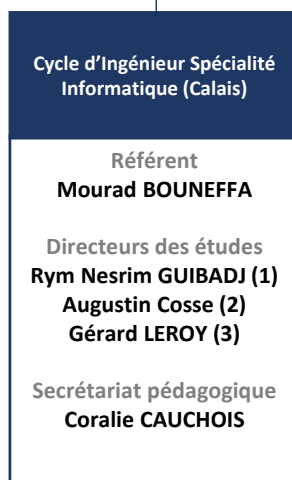 Cycle d’Ingénieur Spécialité
Informatique (Calais)
Référent
Mourad BOUNEFFA
Directeurs des études
Rym Nesrim GUIBADJ (1)
Augustin Cosse (2)
Gérard LEROY (3)
Secrétariat pédagogique
Coralie CAUCHOIS